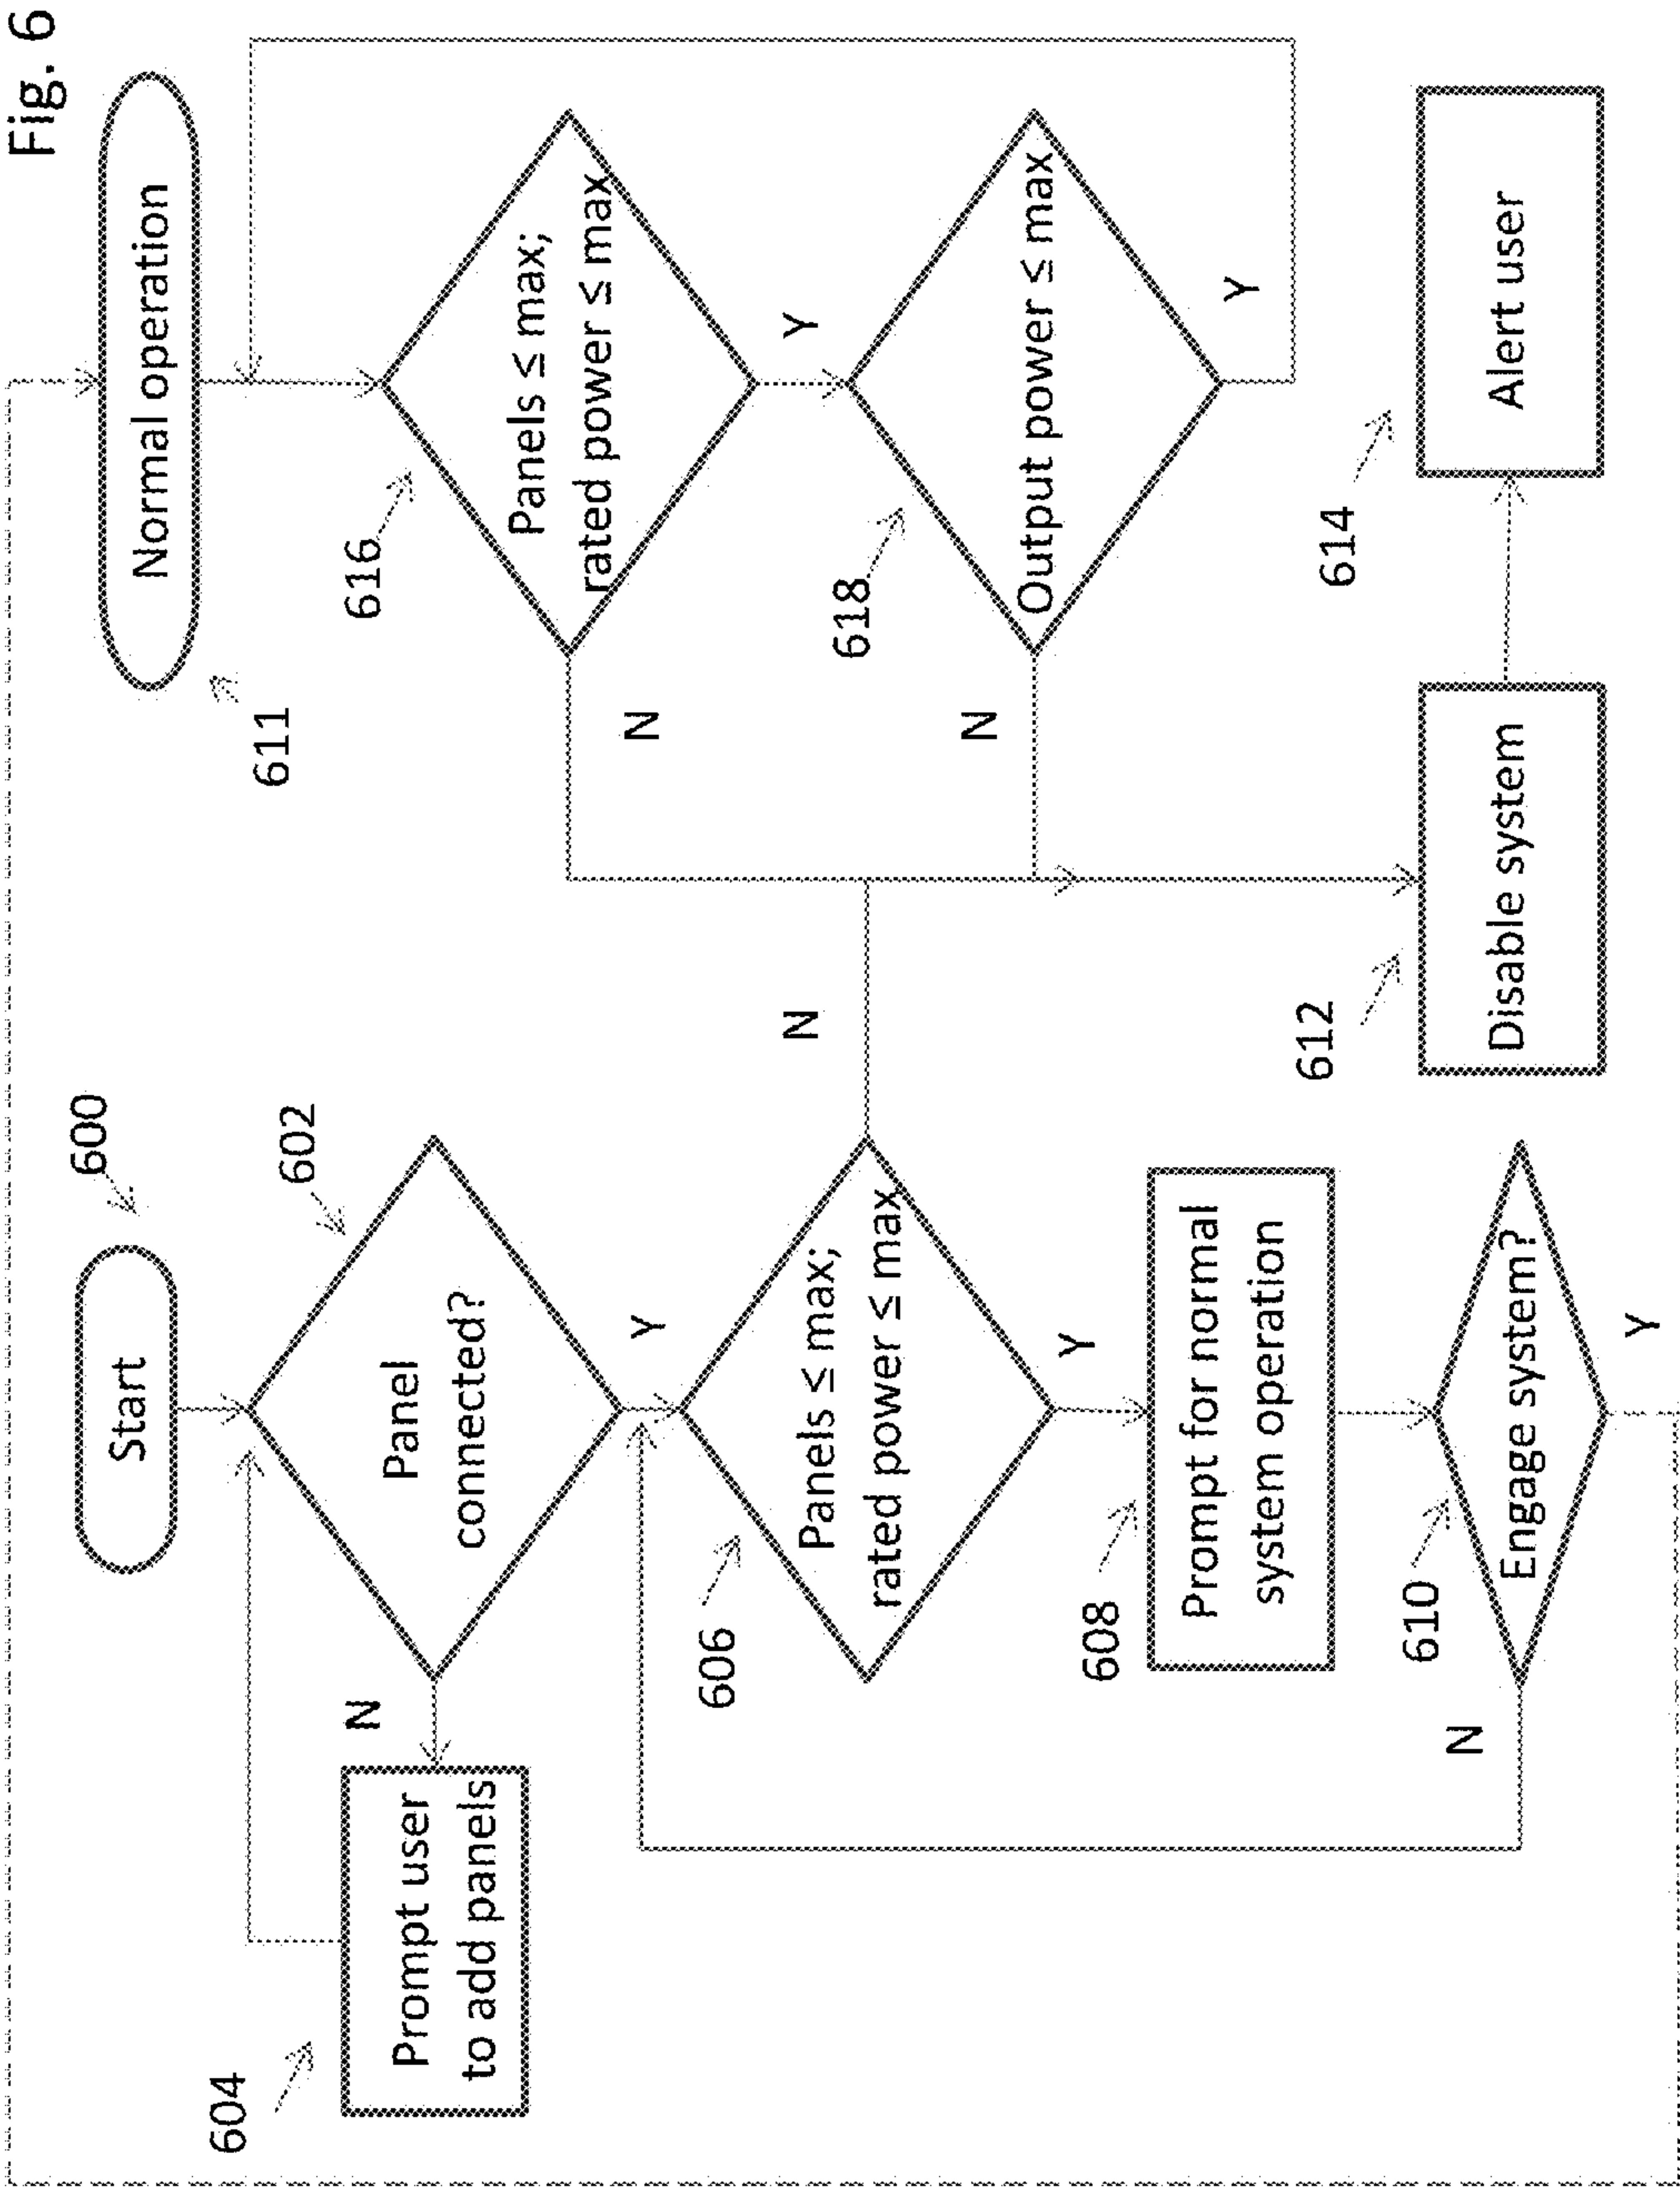 Fig. 6
Start
600
Panel
connected?
602
N
Prompt user
to add panels
604
Y
Panels ≤ max;
rated power ≤ max
606
N
Y
Prompt for normal
system operation
608
Engage system?
610
N
Y
Normal operation
611
Panels ≤ max;
rated power ≤ max
616
N
Y
Output power ≤ max
618
N
Y
Disable system
612
Alert user
614